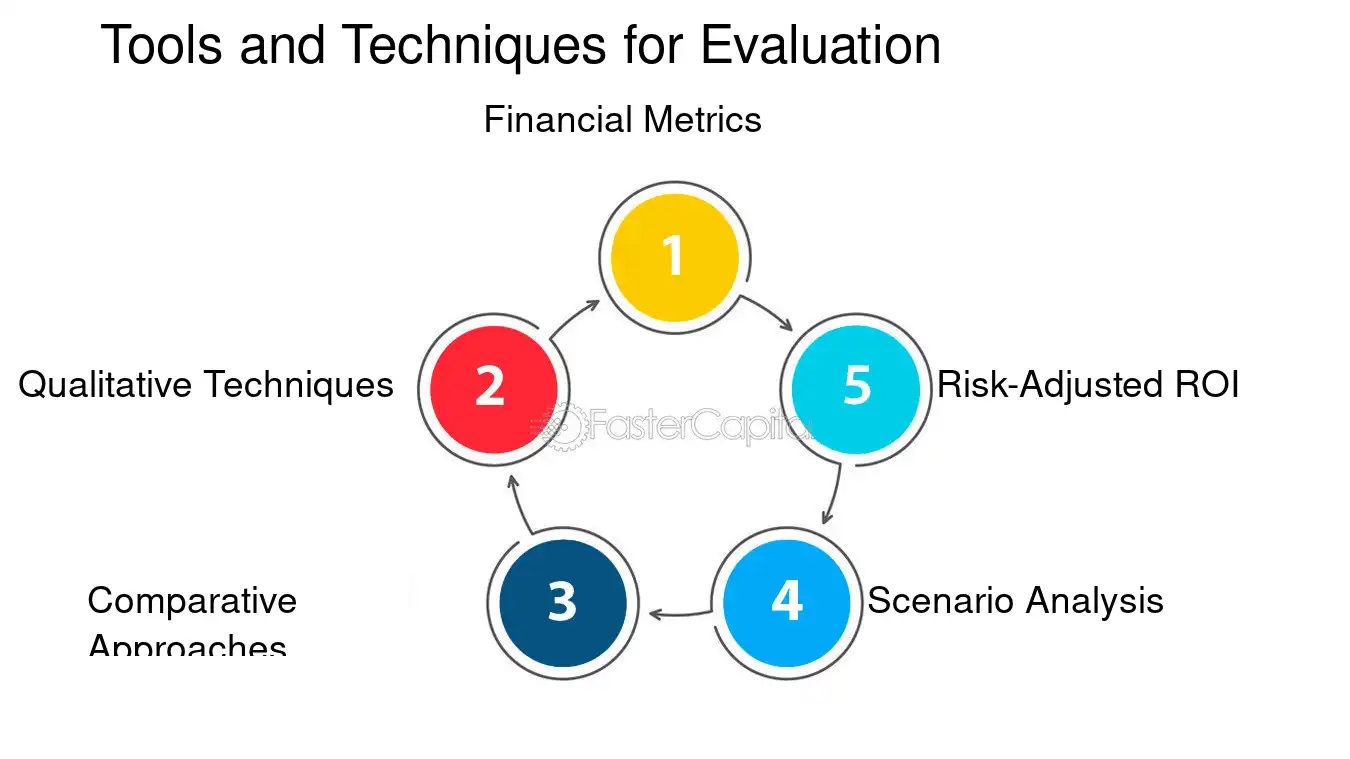 Tools and Techniques for Evaluation
Financial Metrics
1
2
5
Qualitative Techniques
Risk-Adjusted ROI
FasterCapital
3
4
Comparative
Approaches
Scenario Analysis